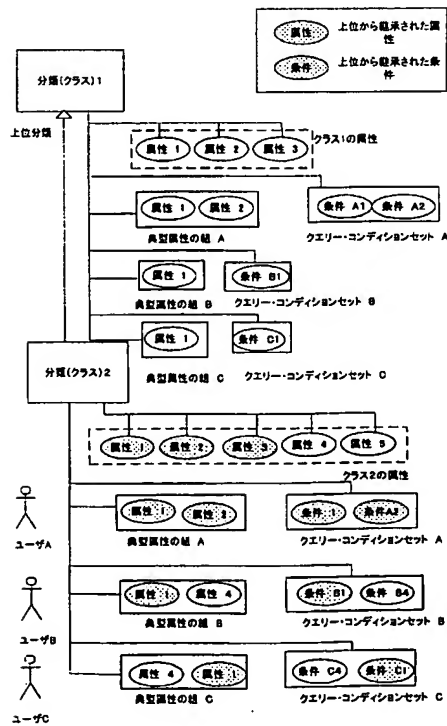 属性
上位から継承された属性
条件
上位から継承された条件
分類(クラス)1
上位分類
属性 1
属性 2
属性 3
クラス1の属性
属性 1
属性 2
条件 A1
条件 A2
典型属性の組 A
クエリー・コンディションセット A
属性 1
条件 B1
典型属性の組 B
クエリー・コンディションセット B
属性 1
条件 C1
典型属性の組 C
クエリー・コンディションセット C
分類(クラス)2
属性 1
属性 2
属性 3
属性 4
属性 5
クラス2の属性
ユーザA
属性 1
属性 2
条件 1
条件A2
典型属性の組 A
クエリー・コンディションセット A
ユーザB
属性 1
属性 4
条件 B1
条件 B4
典型属性の組 B
クエリー・コンディションセット B
ユーザC
属性 4
属性 1
条件 C4
条件 C1
典型属性の組 C
クエリー・コンディションセット C